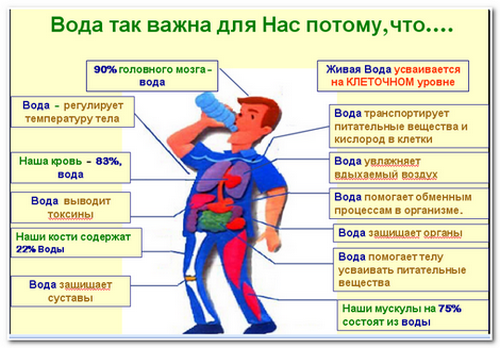 Вода так важна для Нас потому,что....
90% головного мозга –
вода
Живая Вода усваивается
на КЛЕТОЧНОМ уровне
Вода – регулирует
температуру тела
Вода транспортирует
питательные вещества и
кислород в клетки
Наша кровь – 83%,
вода
Вода увлажняет
вдыхаемый воздух
Вода выводит
токсины
Вода помогает обменным
процессам в организме.
Вода защищает органы
Наши кости содержат
22% Воды
Вода помогает телу
усваивать питательные
вещества
Вода защищает
суставы
Наши мускулы на 75%
состоят из воды